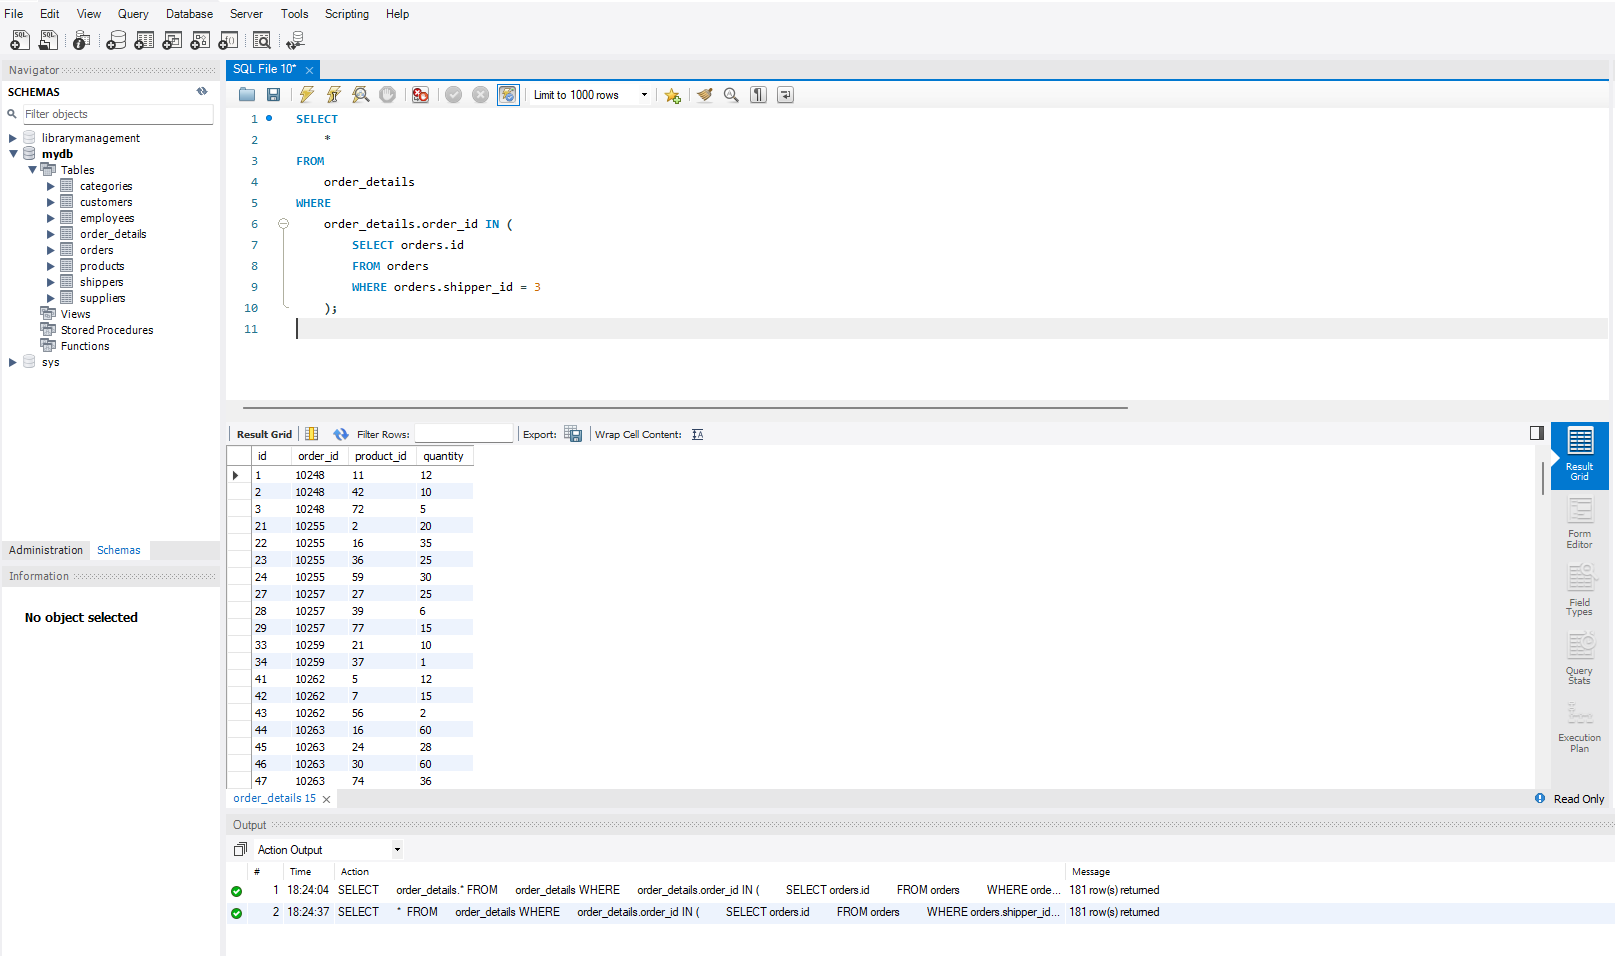 File Edit View Query Database Server Tools Scripting Help
Navigator
SCHEMAS
Filter objects
librarymanagement
mydb
Tables
categories
customers
employees
order_details
orders
products
shippers
suppliers
Views
Stored Procedures
Functions
sys
Administration Schemas
Information
No object selected
SQL File 10*
Limit to 1000 rows
1 SELECT
2 *
3 FROM
4 order_details
5 WHERE
6 order_details.order_id IN (
7 SELECT orders.id
8 FROM orders
9 WHERE orders.shipper_id = 3
10 );
11
Result Grid Filter Rows: Export: Wrap Cell Content:
id order_id product_id quantity
1 10248 11 12
2 10248 42 10
3 10248 72 5
21 10255 2 20
22 10255 16 35
23 10255 36 25
24 10255 59 30
27 10257 27 25
28 10257 39 6
29 10257 77 15
33 10259 21 10
34 10259 37 1
41 10262 5 12
42 10262 7 15
43 10262 56 2
44 10263 16 60
45 10263 24 28
46 10263 30 60
47 10263 74 36
Result
Grid
Form
Editor
Field
Types
Query
Stats
Execution
Plan
order_details 15
Read Only
Output
Action Output
# Time Action Message
1 18:24:04 SELECT order_details.* FROM order_details WHERE order_details.order_id IN ( SELECT orders.id FROM orders WHERE orde... 181 row(s) returned
2 18:24:37 SELECT * FROM order_details WHERE order_details.order_id IN ( SELECT orders.id FROM orders WHERE orders.shipper_id... 181 row(s) returned